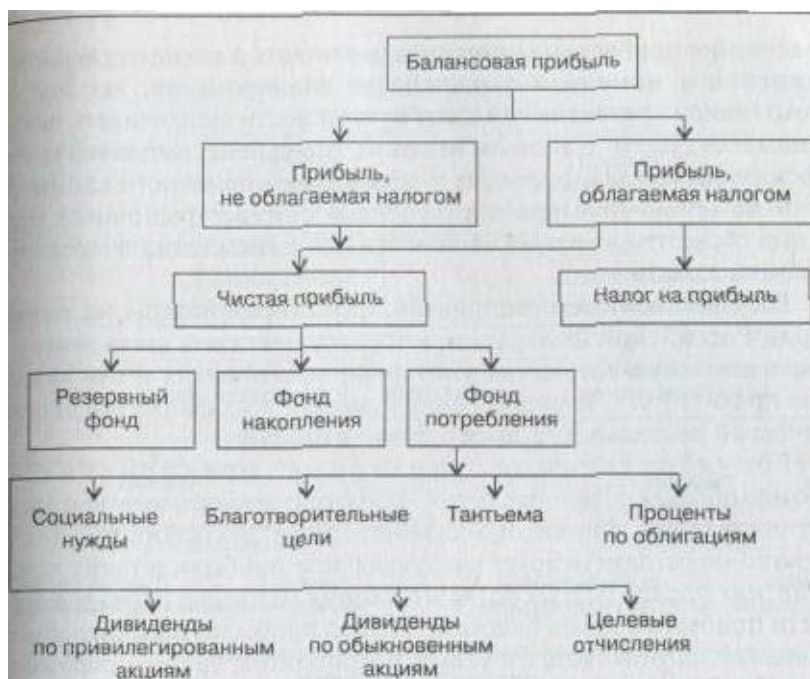 Балансовая прибыль
Прибыль,
не облагаемая налогом
Прибыль,
облагаемая налогом
Чистая прибыль
Налог на прибыль
Резервный
фонд
Фонд
накопления
Фонд
потребления
Социальные
нужды
Благотворительные
цели
Тантьема
Проценты
по облигациям
Дивиденды
по привилегированным
акциям
Дивиденды
по обыкновенным
акциям
Целевые
отчисления